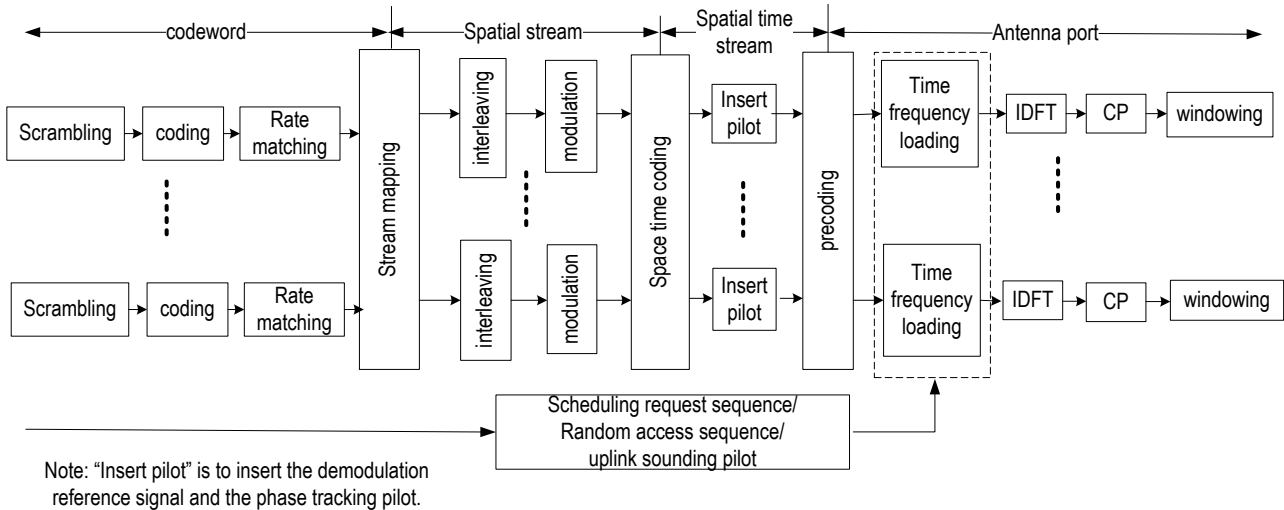 codeword
Spatial stream
Spatial time
stream
Antenna port
Scrambling
coding
Rate
matching
Stream mapping
interleaving
modulation
Space time coding
Insert
pilot
precoding
Time
frequency
loading
IDFT
CP
windowing
Scrambling
coding
Rate
matching
interleaving
modulation
Insert
pilot
Time
frequency
loading
IDFT
CP
windowing
Scheduling request sequence/
Random access sequence/
uplink sounding pilot
Note: “Insert pilot” is to insert the demodulation
reference signal and the phase tracking pilot.